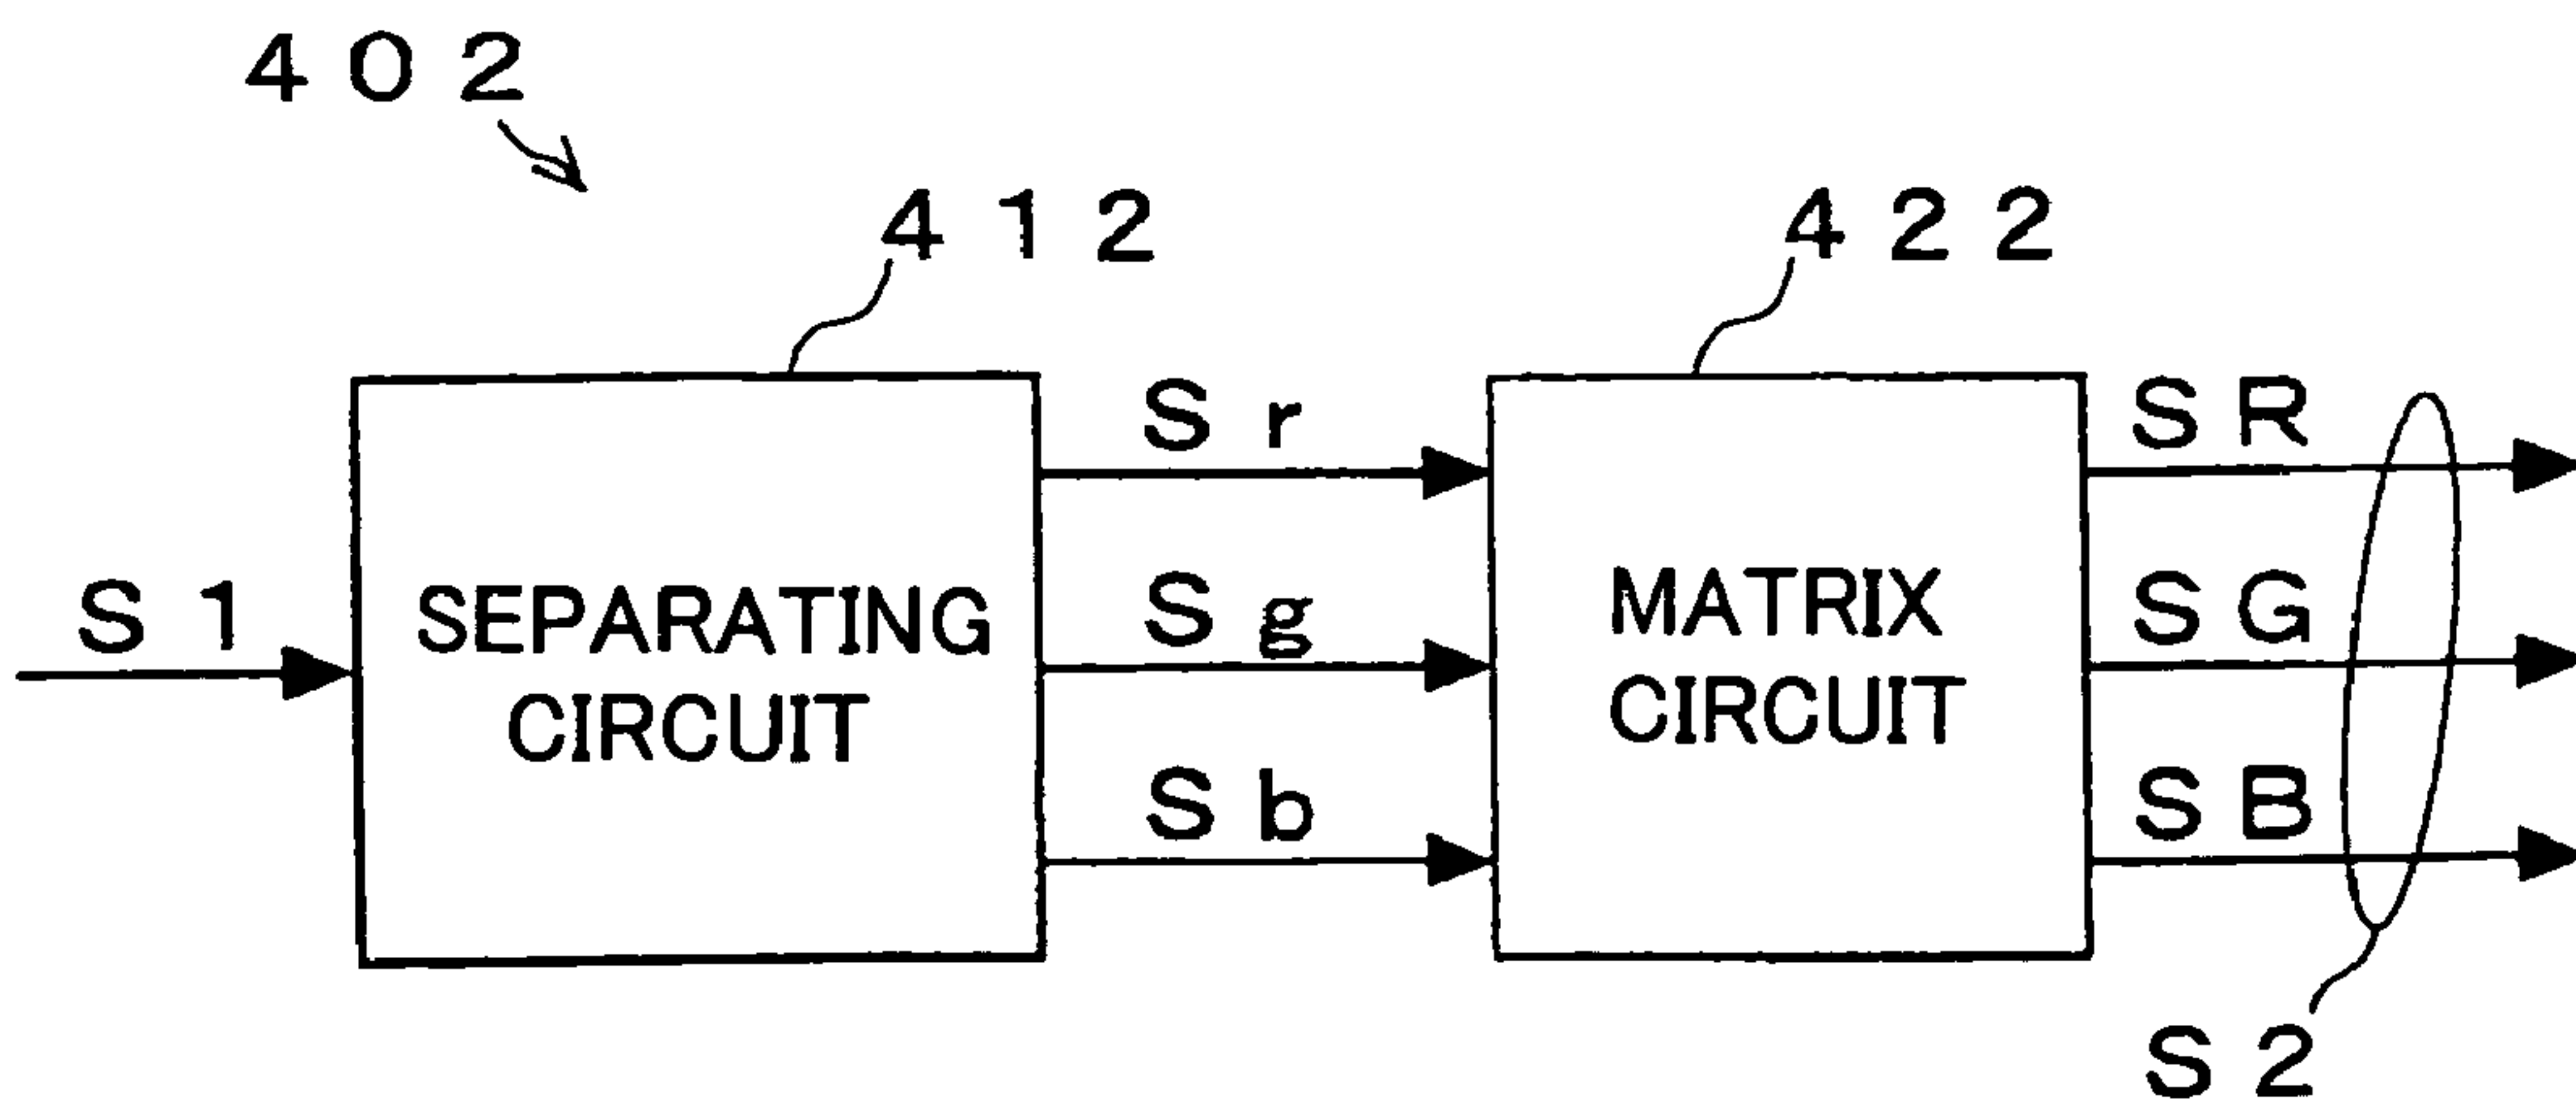 402
412
422
S1
SEPARATING
CIRCUIT
Sr
Sg
Sb
MATRIX
CIRCUIT
SR
SG
SB
S2